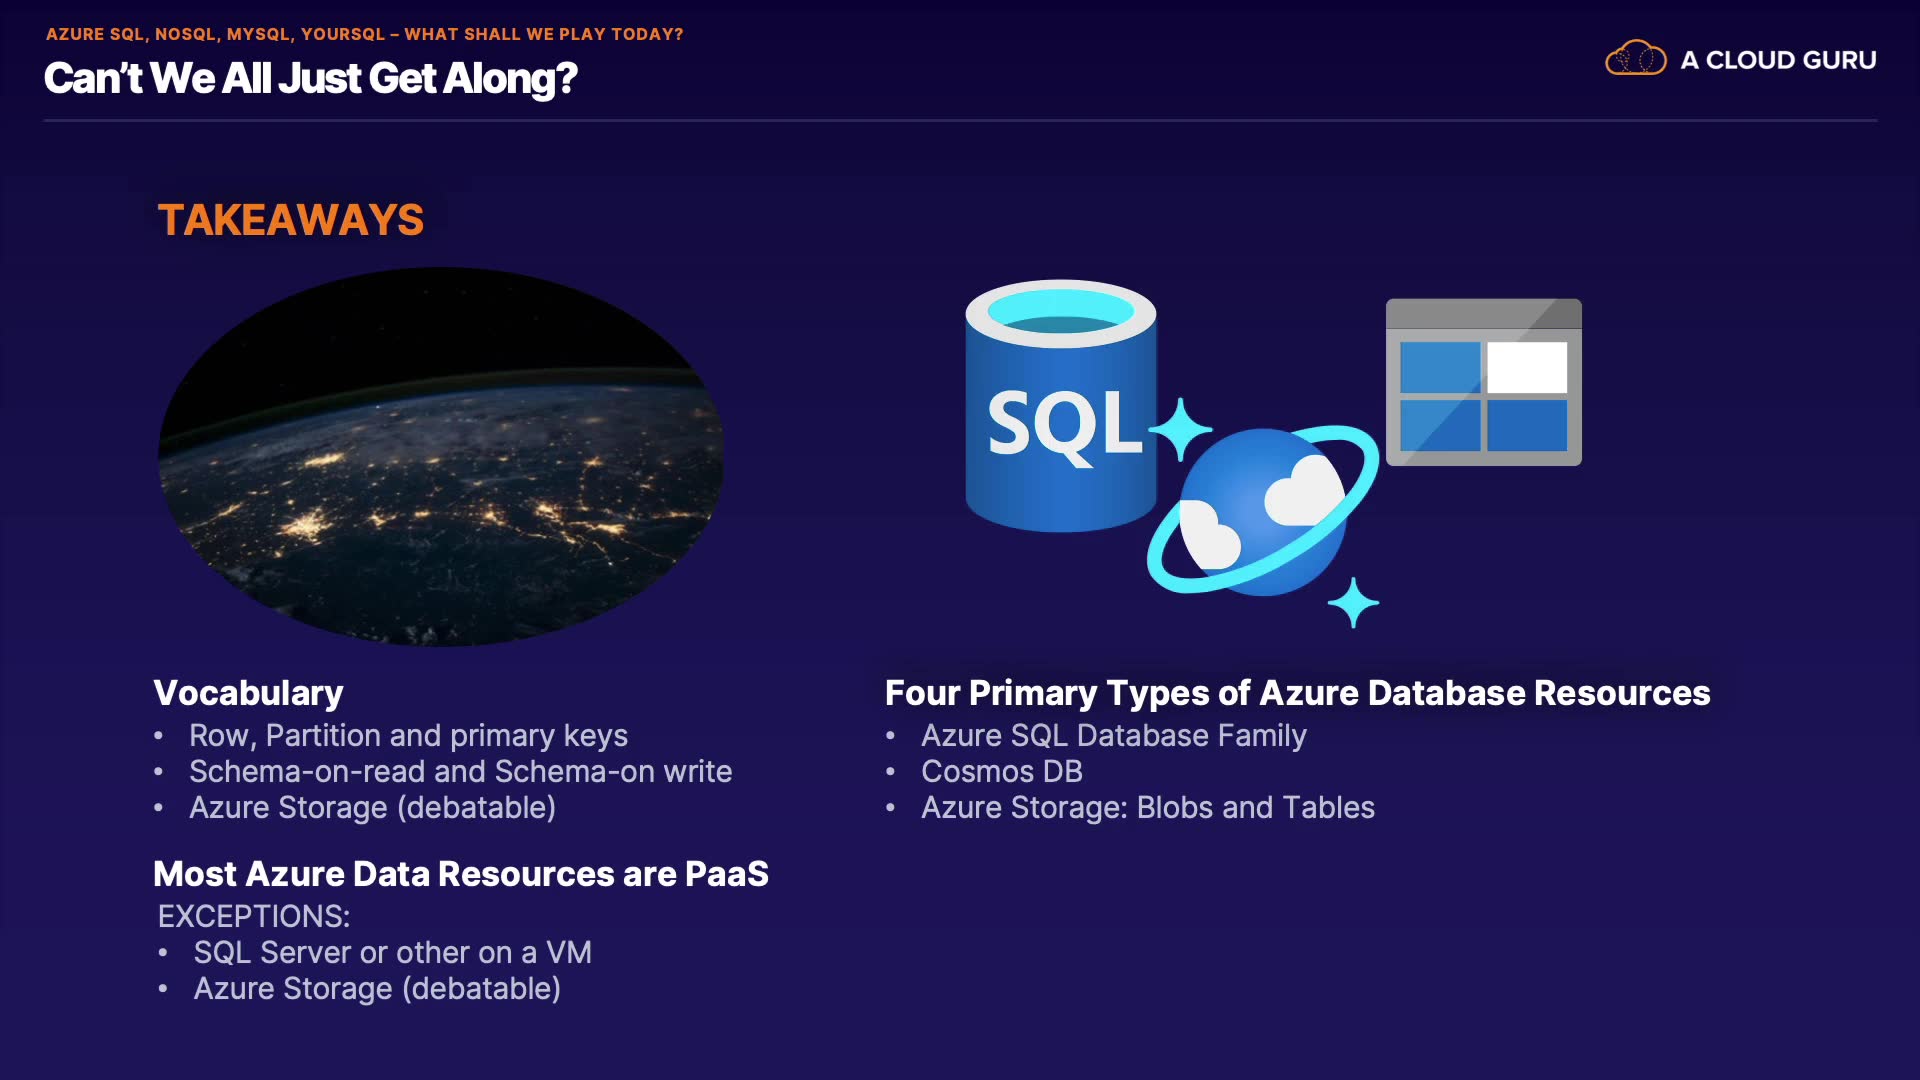 AZURE SQL, NOSQL, MYSQL, YOURSQL – WHAT SHALL WE PLAY TODAY?
Can't We All Just Get Along?
A CLOUD GURU
TAKEAWAYS
SQL
Vocabulary
• Row, Partition and primary keys
• Schema-on-read and Schema-on write
• Azure Storage (debatable)
Most Azure Data Resources are PaaS
EXCEPTIONS:
• SQL Server or other on a VM
• Azure Storage (debatable)
Four Primary Types of Azure Database Resources
• Azure SQL Database Family
• Cosmos DB
• Azure Storage: Blobs and Tables